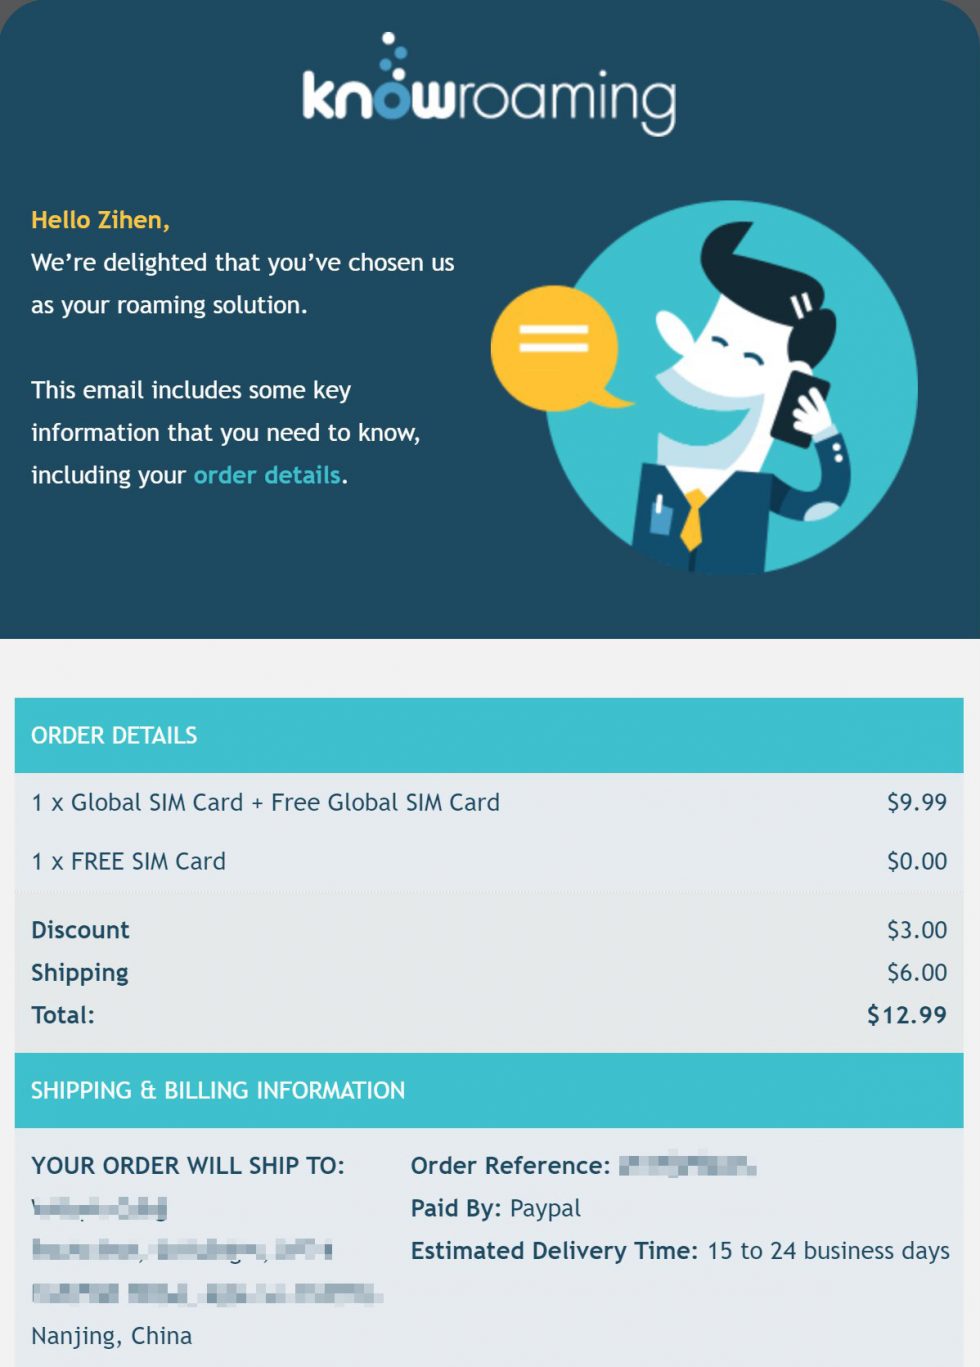 knowroaming
Hello Zihen,
We’re delighted that you’ve chosen us
as your roaming solution.
This email includes some key
information that you need to know,
including your order details.
ORDER DETAILS
1 x Global SIM Card + Free Global SIM Card $9.99
1 x FREE SIM Card $0.00
Discount $3.00
Shipping $6.00
Total: $12.99
SHIPPING & BILLING INFORMATION
YOUR ORDER WILL SHIP TO:
Nanjing, China
Order Reference:
Paid By: Paypal
Estimated Delivery Time: 15 to 24 business days